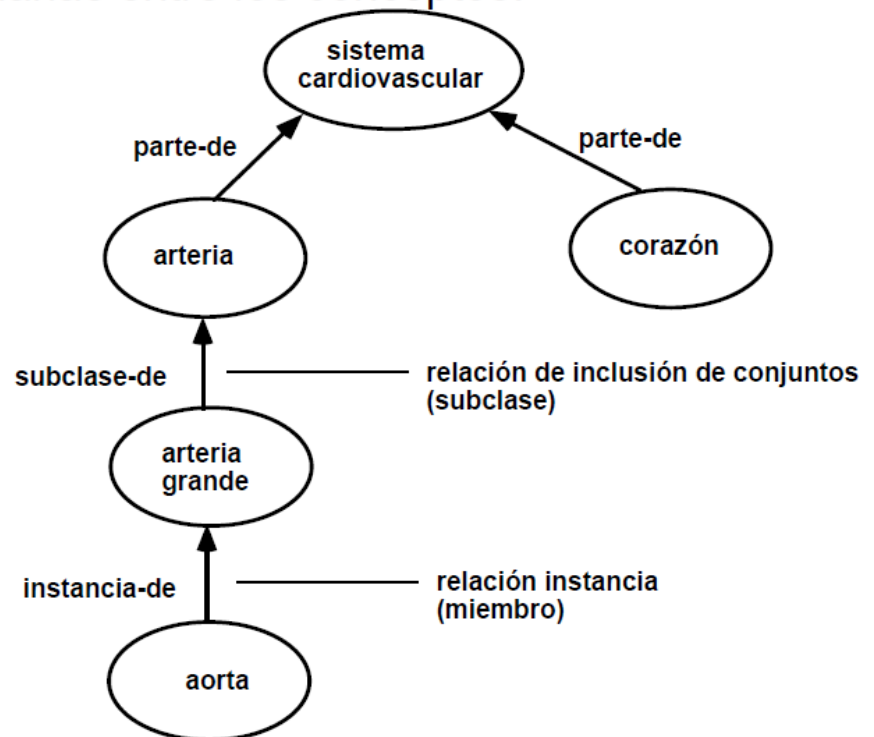 sistema
cardiovascular
parte-de
parte-de
arteria
corazón
subclase-de
relación de inclusión de conjuntos
(subclase)
arteria
grande
instancia-de
relación instancia
(miembro)
aorta